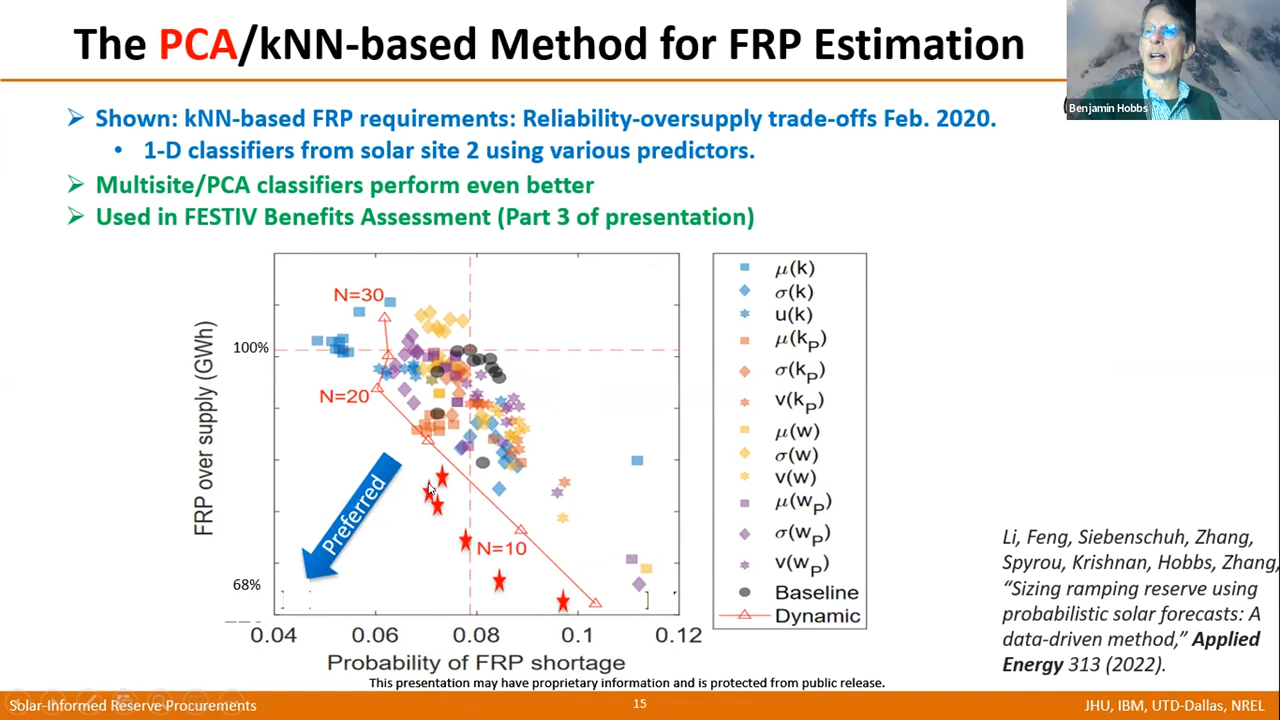 The PCA/kNN-based Method for FRP Estimation
Benjamin Hobbs
Shown: kNN-based FRP requirements: Reliability-oversupply trade-offs Feb. 2020.
1-D classifiers from solar site 2 using various predictors.
Multisite/PCA classifiers perform even better
Used in FESTIV Benefits Assessment (Part 3 of presentation)
FRP over supply (GWh)
100%
68%
N=30
N=20
N=10
Preferred
0.04 0.06 0.08 0.1 0.12
Probability of FRP shortage
μ(k)
σ(k)
u(k)
μ(kP)
σ(kP)
v(kP)
μ(w)
σ(w)
v(w)
μ(wP)
σ(wP)
v(wP)
Baseline
Dynamic
Li, Feng, Siebenschuh, Zhang,
Spyrou, Krishnan, Hobbs, Zhang,
“Sizing ramping reserve using
probabilistic solar forecasts: A
data-driven method,” Applied
Energy 313 (2022).
This presentation may have proprietary information and is protected from public release.
Solar-Informed Reserve Procurements
15
JHU, IBM, UTD-Dallas, NREL